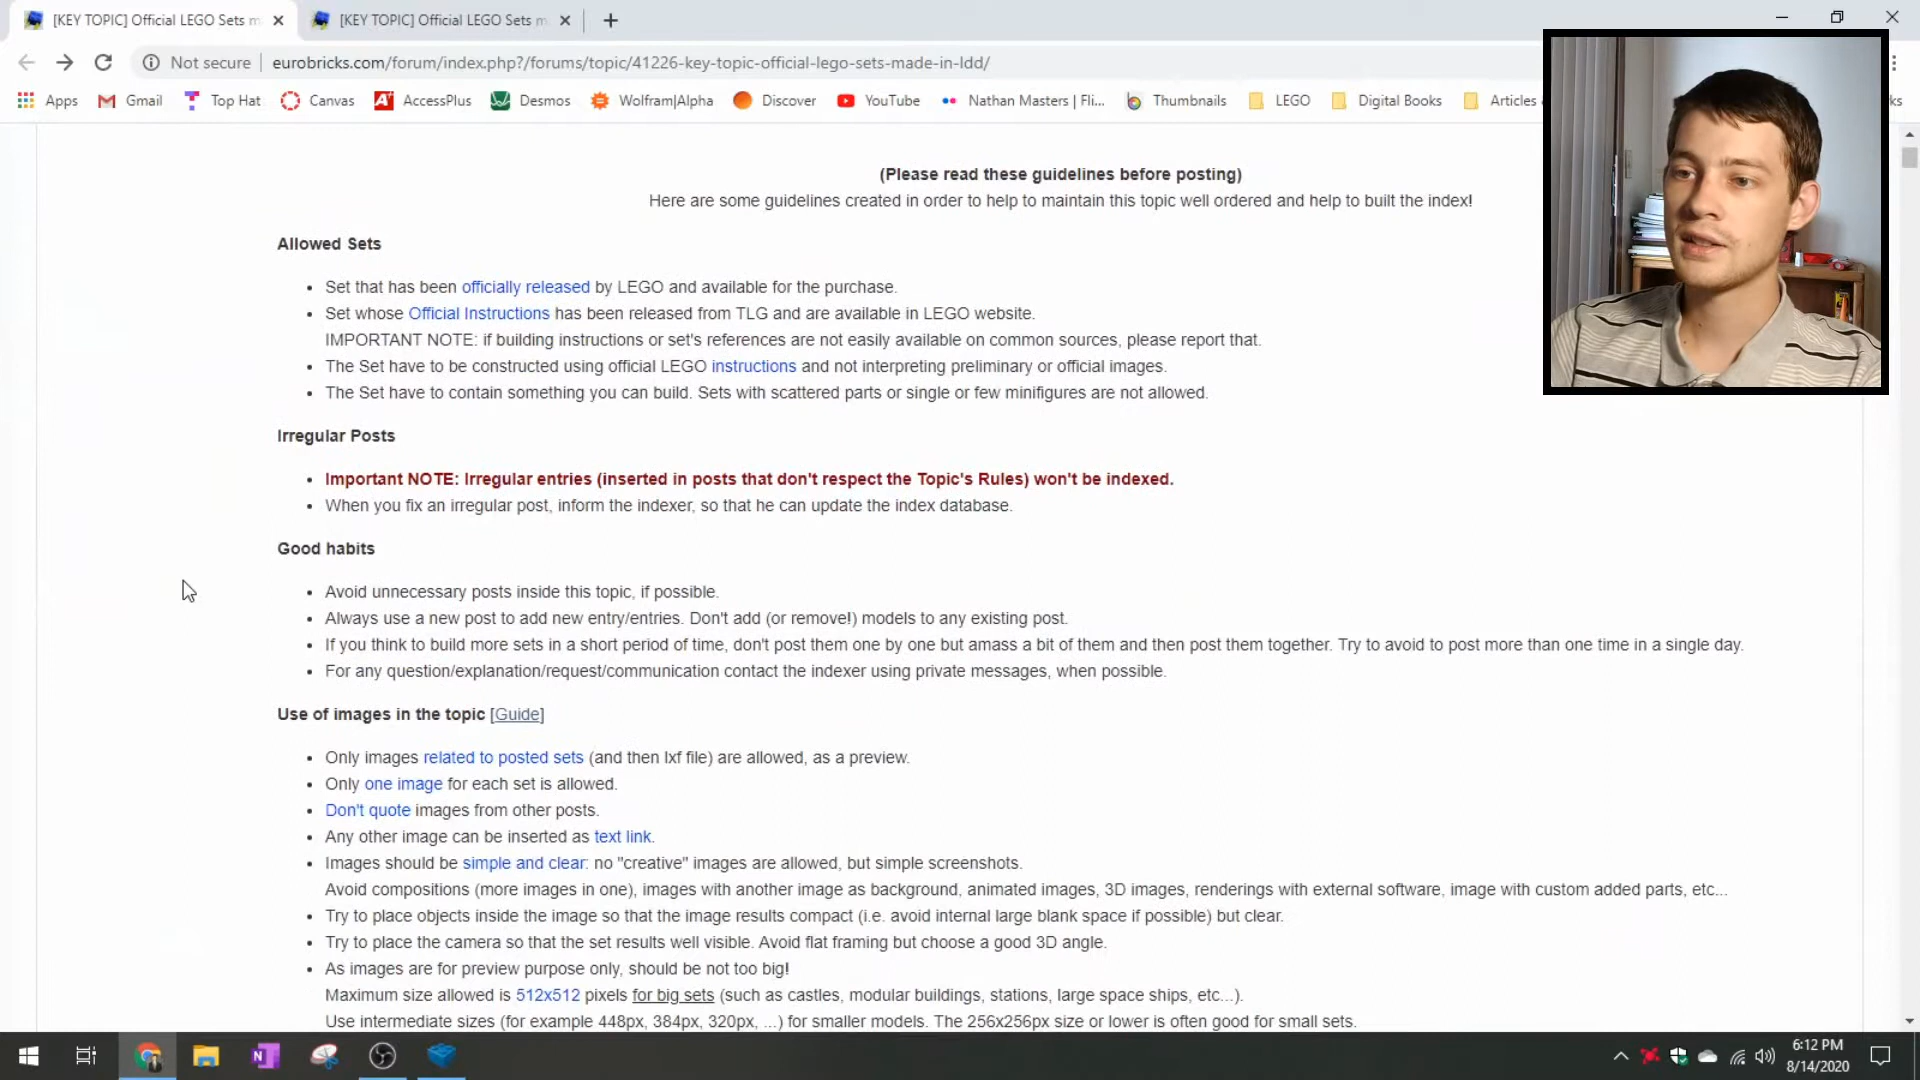 [KEY TOPIC] Official LEGO Sets m
[KEY TOPIC] Official LEGO Sets m
Not secure
eurobricks.com/forum/index.php?/forums/topic/41226-key-topic-official-lego-sets-made-in-ldd/
Apps
Gmail
Top Hat
Canvas
AccessPlus
Desmos
Wolfram|Alpha
Discover
YouTube
Nathan Masters | Fli...
Thumbnails
LEGO
Digital Books
Articles
ks
(Please read these guidelines before posting)
Here are some guidelines created in order to help to maintain this topic well ordered and help to built the index!
Allowed Sets
Set that has been officially released by LEGO and available for the purchase.
Set whose Official Instructions has been released from TLG and are available in LEGO website.
IMPORTANT NOTE: if building instructions or set's references are not easily available on common sources, please report that.
The Set have to be constructed using official LEGO instructions and not interpreting preliminary or official images.
The Set have to contain something you can build. Sets with scattered parts or single or few minifigures are not allowed.
Irregular Posts
Important NOTE: Irregular entries (inserted in posts that don't respect the Topic's Rules) won't be indexed.
When you fix an irregular post, inform the indexer, so that he can update the index database.
Good habits
Avoid unnecessary posts inside this topic, if possible.
Always use a new post to add new entry/entries. Don't add (or remove!) models to any existing post.
If you think to build more sets in a short period of time, don't post them one by one but amass a bit of them and then post them together. Try to avoid to post more than one time in a single day.
For any question/explanation/request/communication contact the indexer using private messages, when possible.
Use of images in the topic [Guide]
Only images related to posted sets (and then lxf file) are allowed, as a preview.
Only one image for each set is allowed.
Don't quote images from other posts.
Any other image can be inserted as text link.
Images should be simple and clear: no "creative" images are allowed, but simple screenshots.
Avoid compositions (more images in one), images with another image as background, animated images, 3D images, renderings with external software, image with custom added parts, etc...
Try to place objects inside the image so that the image results compact (i.e. avoid internal large blank space if possible) but clear.
Try to place the camera so that the set results well visible. Avoid flat framing but choose a good 3D angle.
As images are for preview purpose only, should be not too big!
Maximum size allowed is 512x512 pixels for big sets (such as castles, modular buildings, stations, large space ships, etc...).
Use intermediate sizes (for example 448px, 384px, 320px, ...) for smaller models. The 256x256px size or lower is often good for small sets.
6:12 PM
8/14/2020